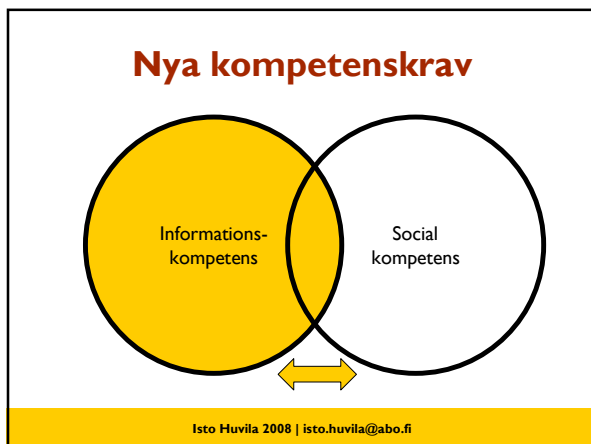 Nya kompetenskrav
Informations-
kompetens
Social
kompetens
Isto Huvila 2008 | isto.huvila@abo.fi